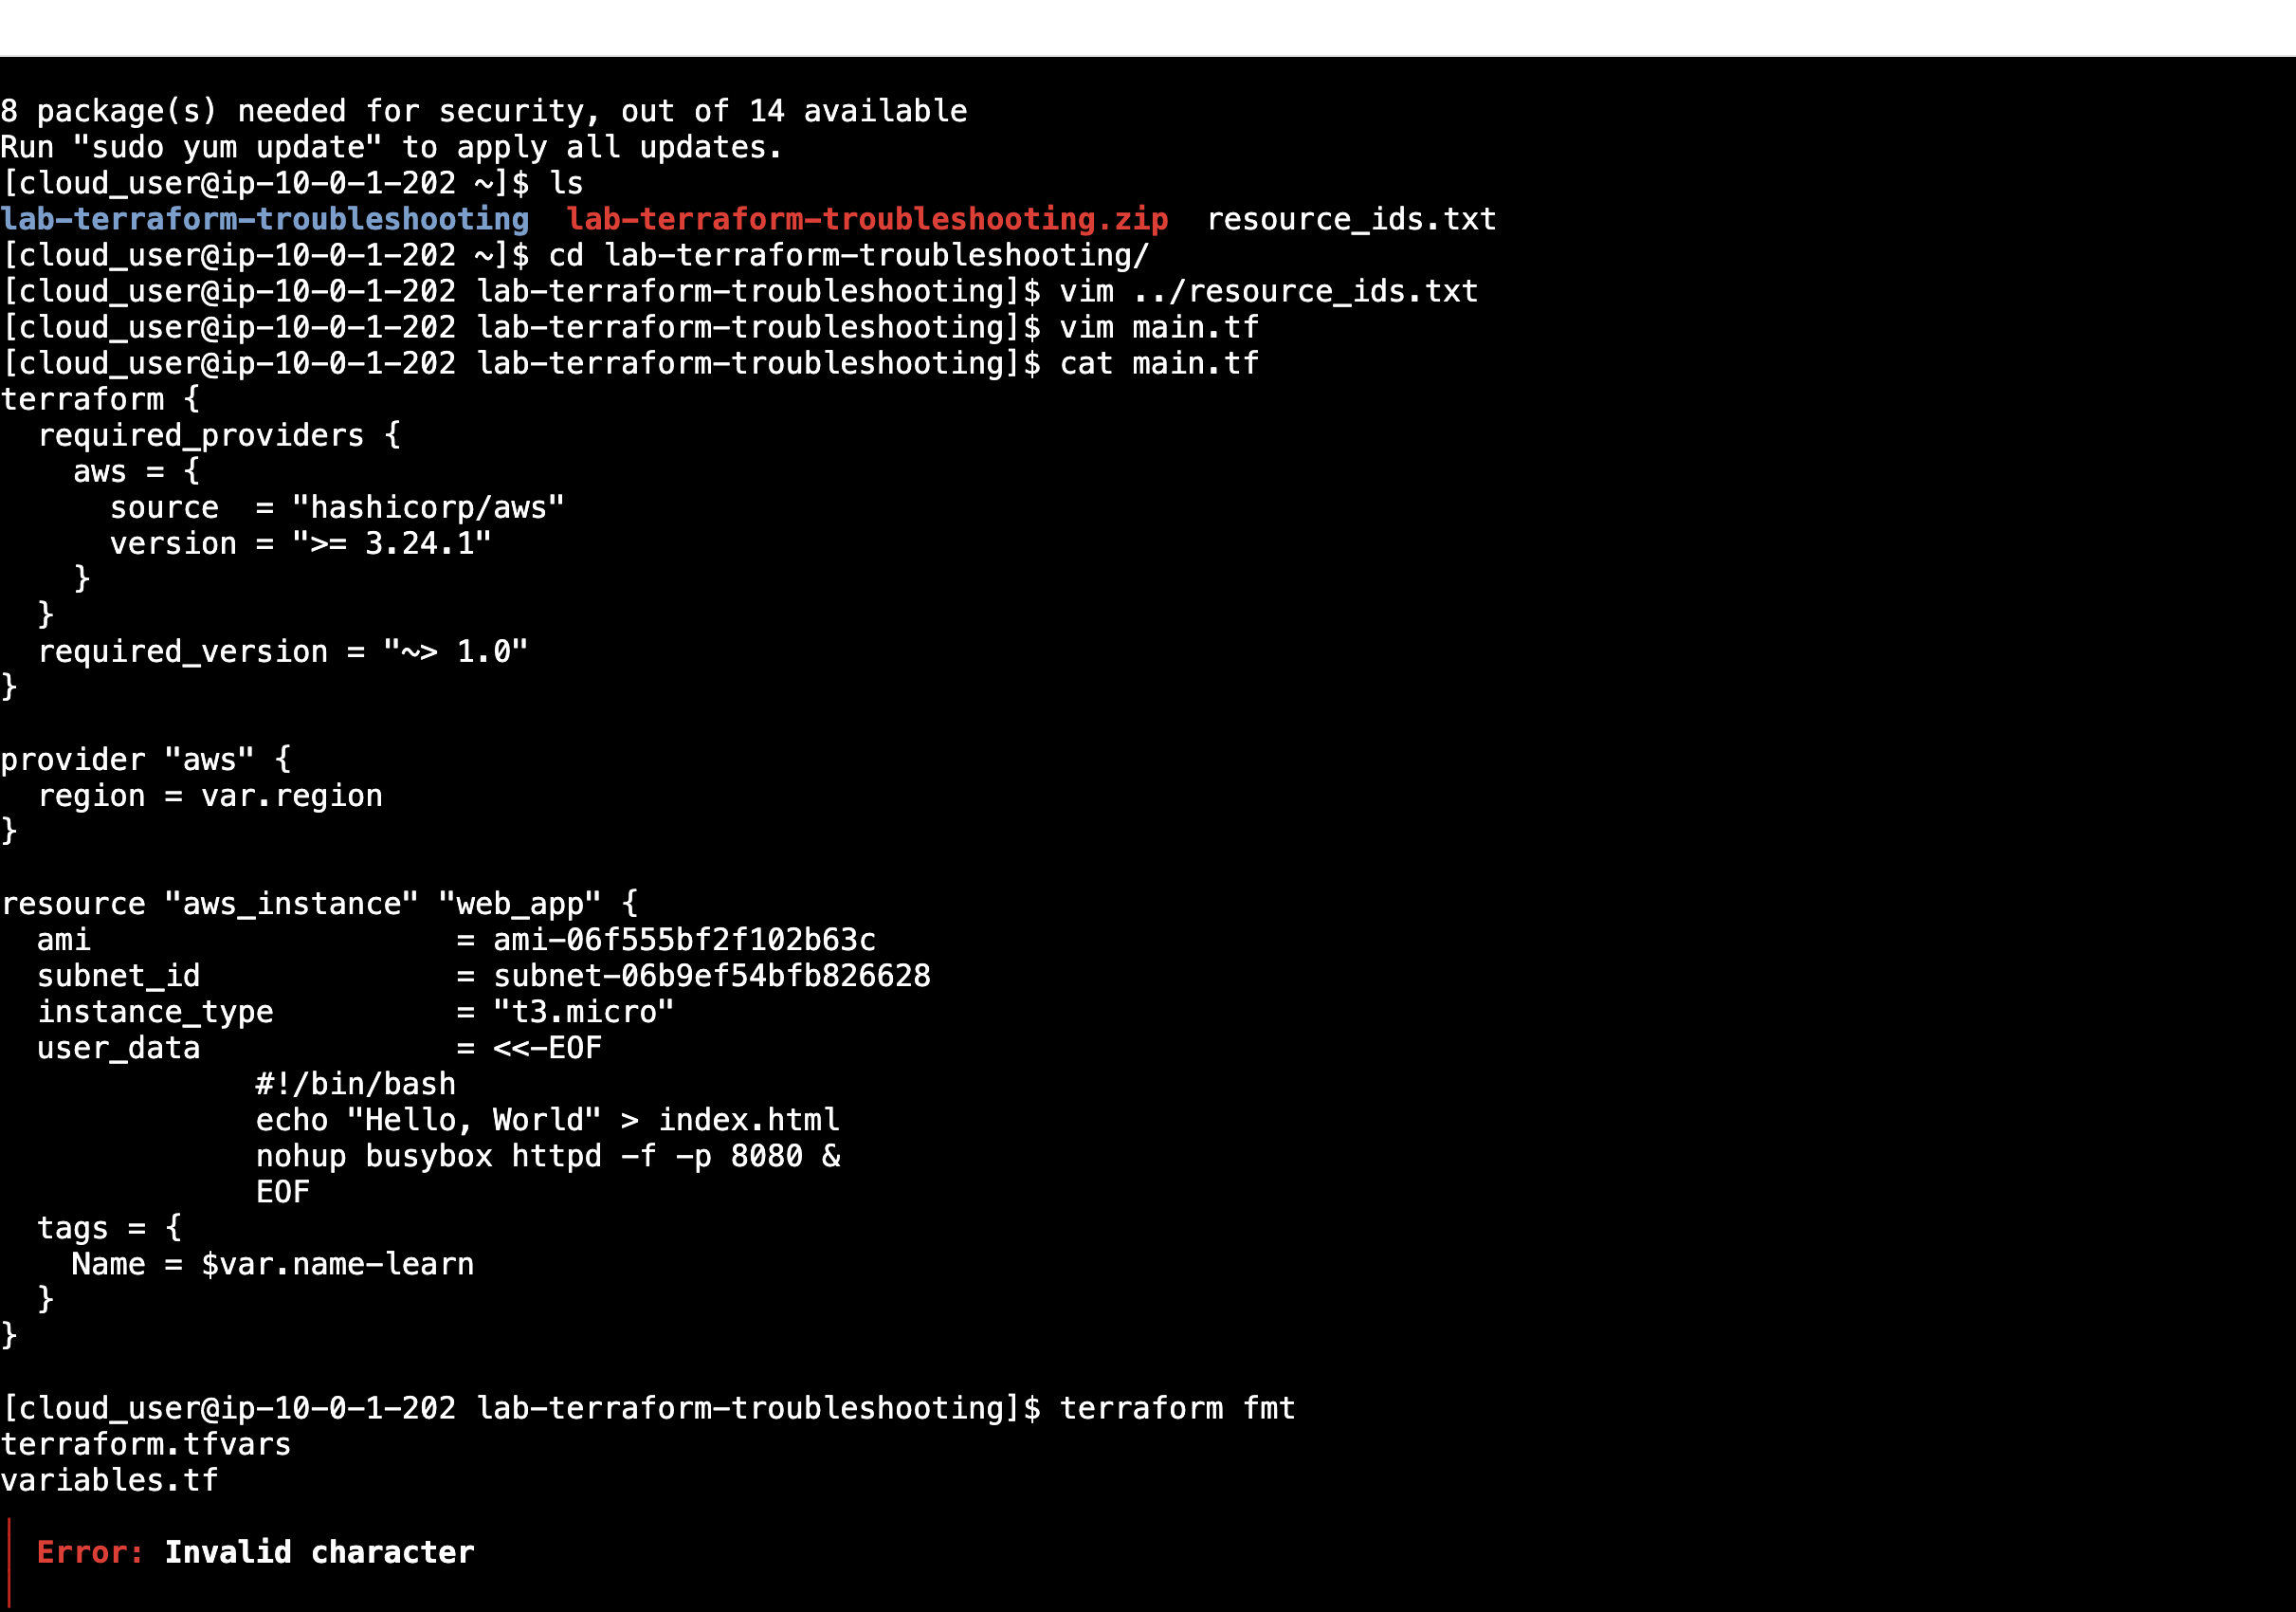 8 package(s) needed for security, out of 14 available
Run "sudo yum update" to apply all updates.
[cloud_user@ip-10-0-1-202 ~]$ ls
lab-terraform-troubleshooting  lab-terraform-troubleshooting.zip  resource_ids.txt
[cloud_user@ip-10-0-1-202 ~]$ cd lab-terraform-troubleshooting/
[cloud_user@ip-10-0-1-202 lab-terraform-troubleshooting]$ vim ../resource_ids.txt
[cloud_user@ip-10-0-1-202 lab-terraform-troubleshooting]$ vim main.tf
[cloud_user@ip-10-0-1-202 lab-terraform-troubleshooting]$ cat main.tf
terraform {
  required_providers {
    aws = {
      source  = "hashicorp/aws"
      version = ">= 3.24.1"
    }
  }
  required_version = "~> 1.0"
}

provider "aws" {
  region = var.region
}

resource "aws_instance" "web_app" {
  ami                    = ami-06f555bf2f102b63c
  subnet_id              = subnet-06b9ef54bfb826628
  instance_type          = "t3.micro"
  user_data              = <<-EOF
              #!/bin/bash
              echo "Hello, World" > index.html
              nohup busybox httpd -f -p 8080 &
              EOF
  tags = {
    Name = $var.name-learn
  }
}

[cloud_user@ip-10-0-1-202 lab-terraform-troubleshooting]$ terraform fmt
terraform.tfvars
variables.tf
Error: Invalid character